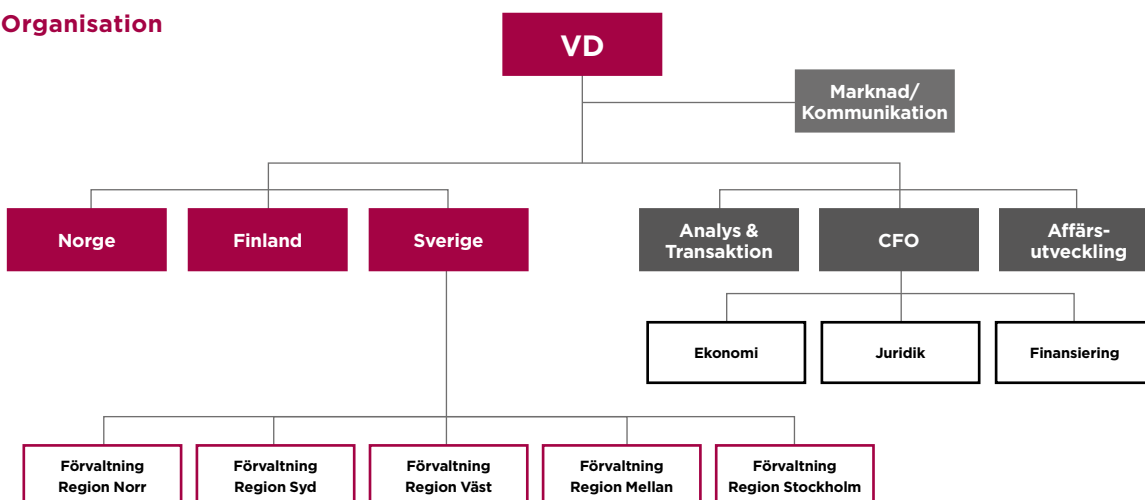 Organisation
VD
Marknad/
Kommunikation
Norge
Finland
Sverige
Analys &
Transaktion
CFO
Affärs-
utveckling
Ekonomi
Juridik
Finansiering
Förvaltning
Region Norr
Förvaltning
Region Syd
Förvaltning
Region Väst
Förvaltning
Region Mellan
Förvaltning
Region Stockholm